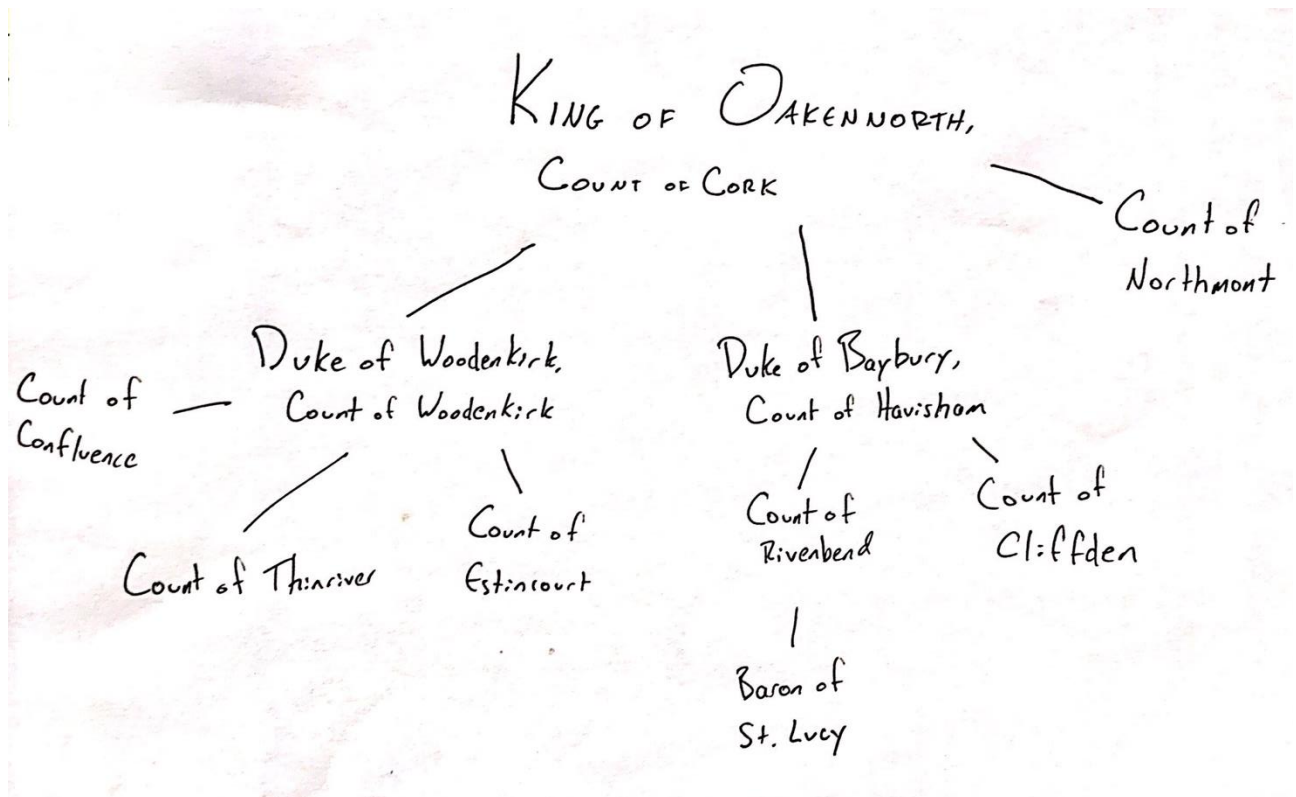 KING OF OAKENNORTH,
COUNT OF CORK
Count of
Northmont
Duke of Woodenkirk,
Count of Woodenkirk
Duke of Baybury,
Count of Havisham
Count of
Confluence
Count of Thinriver
Count of
Estincourt
Count of
Rivenbend
Count of
Cliffden
Baron of
St. Lucy